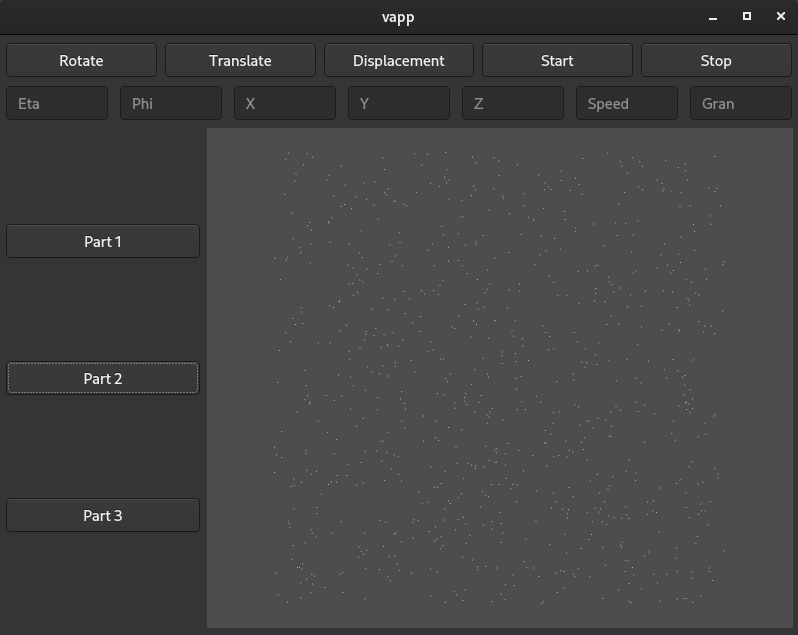 vapp
Rotate Translate Displacement Start Stop
Eta Phi X Y Z Speed Gran
Part 1
Part 2
Part 3